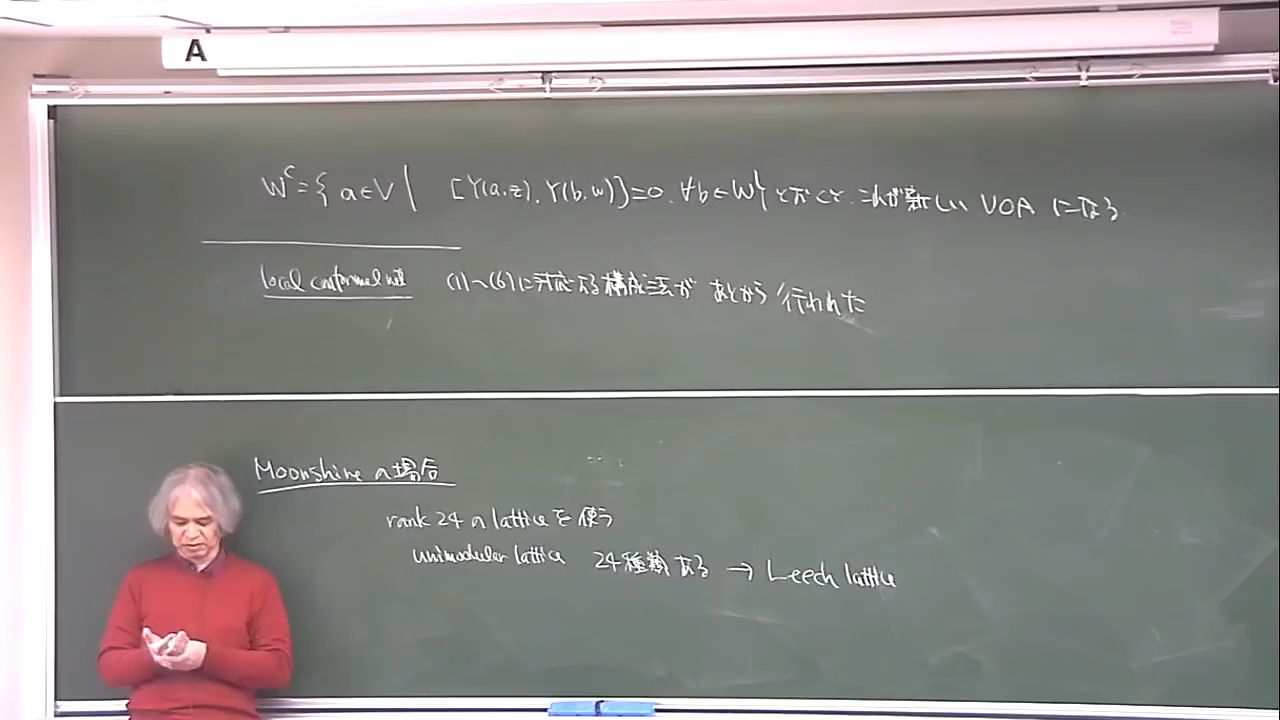 A
W^c = { a ∈ V | [Y(a,z), Y(b,w)] = 0, ∀b ∈ W } とおくと、これが新しい VOA になる
local conformal net (1)~(6)に対応する構成法が あとから 行われた
Moonshine の場合
rank 24 の lattice を 使う
unimodular lattice 24種類ある → Leech lattice